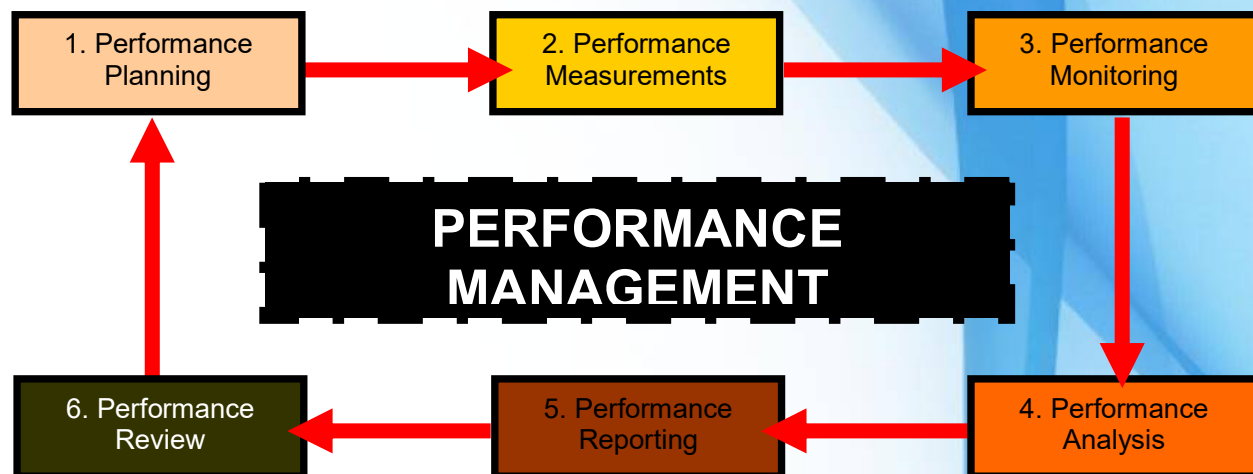 1. Performance
Planning
2. Performance
Measurements
3. Performance
Monitoring
PERFORMANCE
MANAGEMENT
6. Performance
Review
5. Performance
Reporting
4. Performance
Analysis